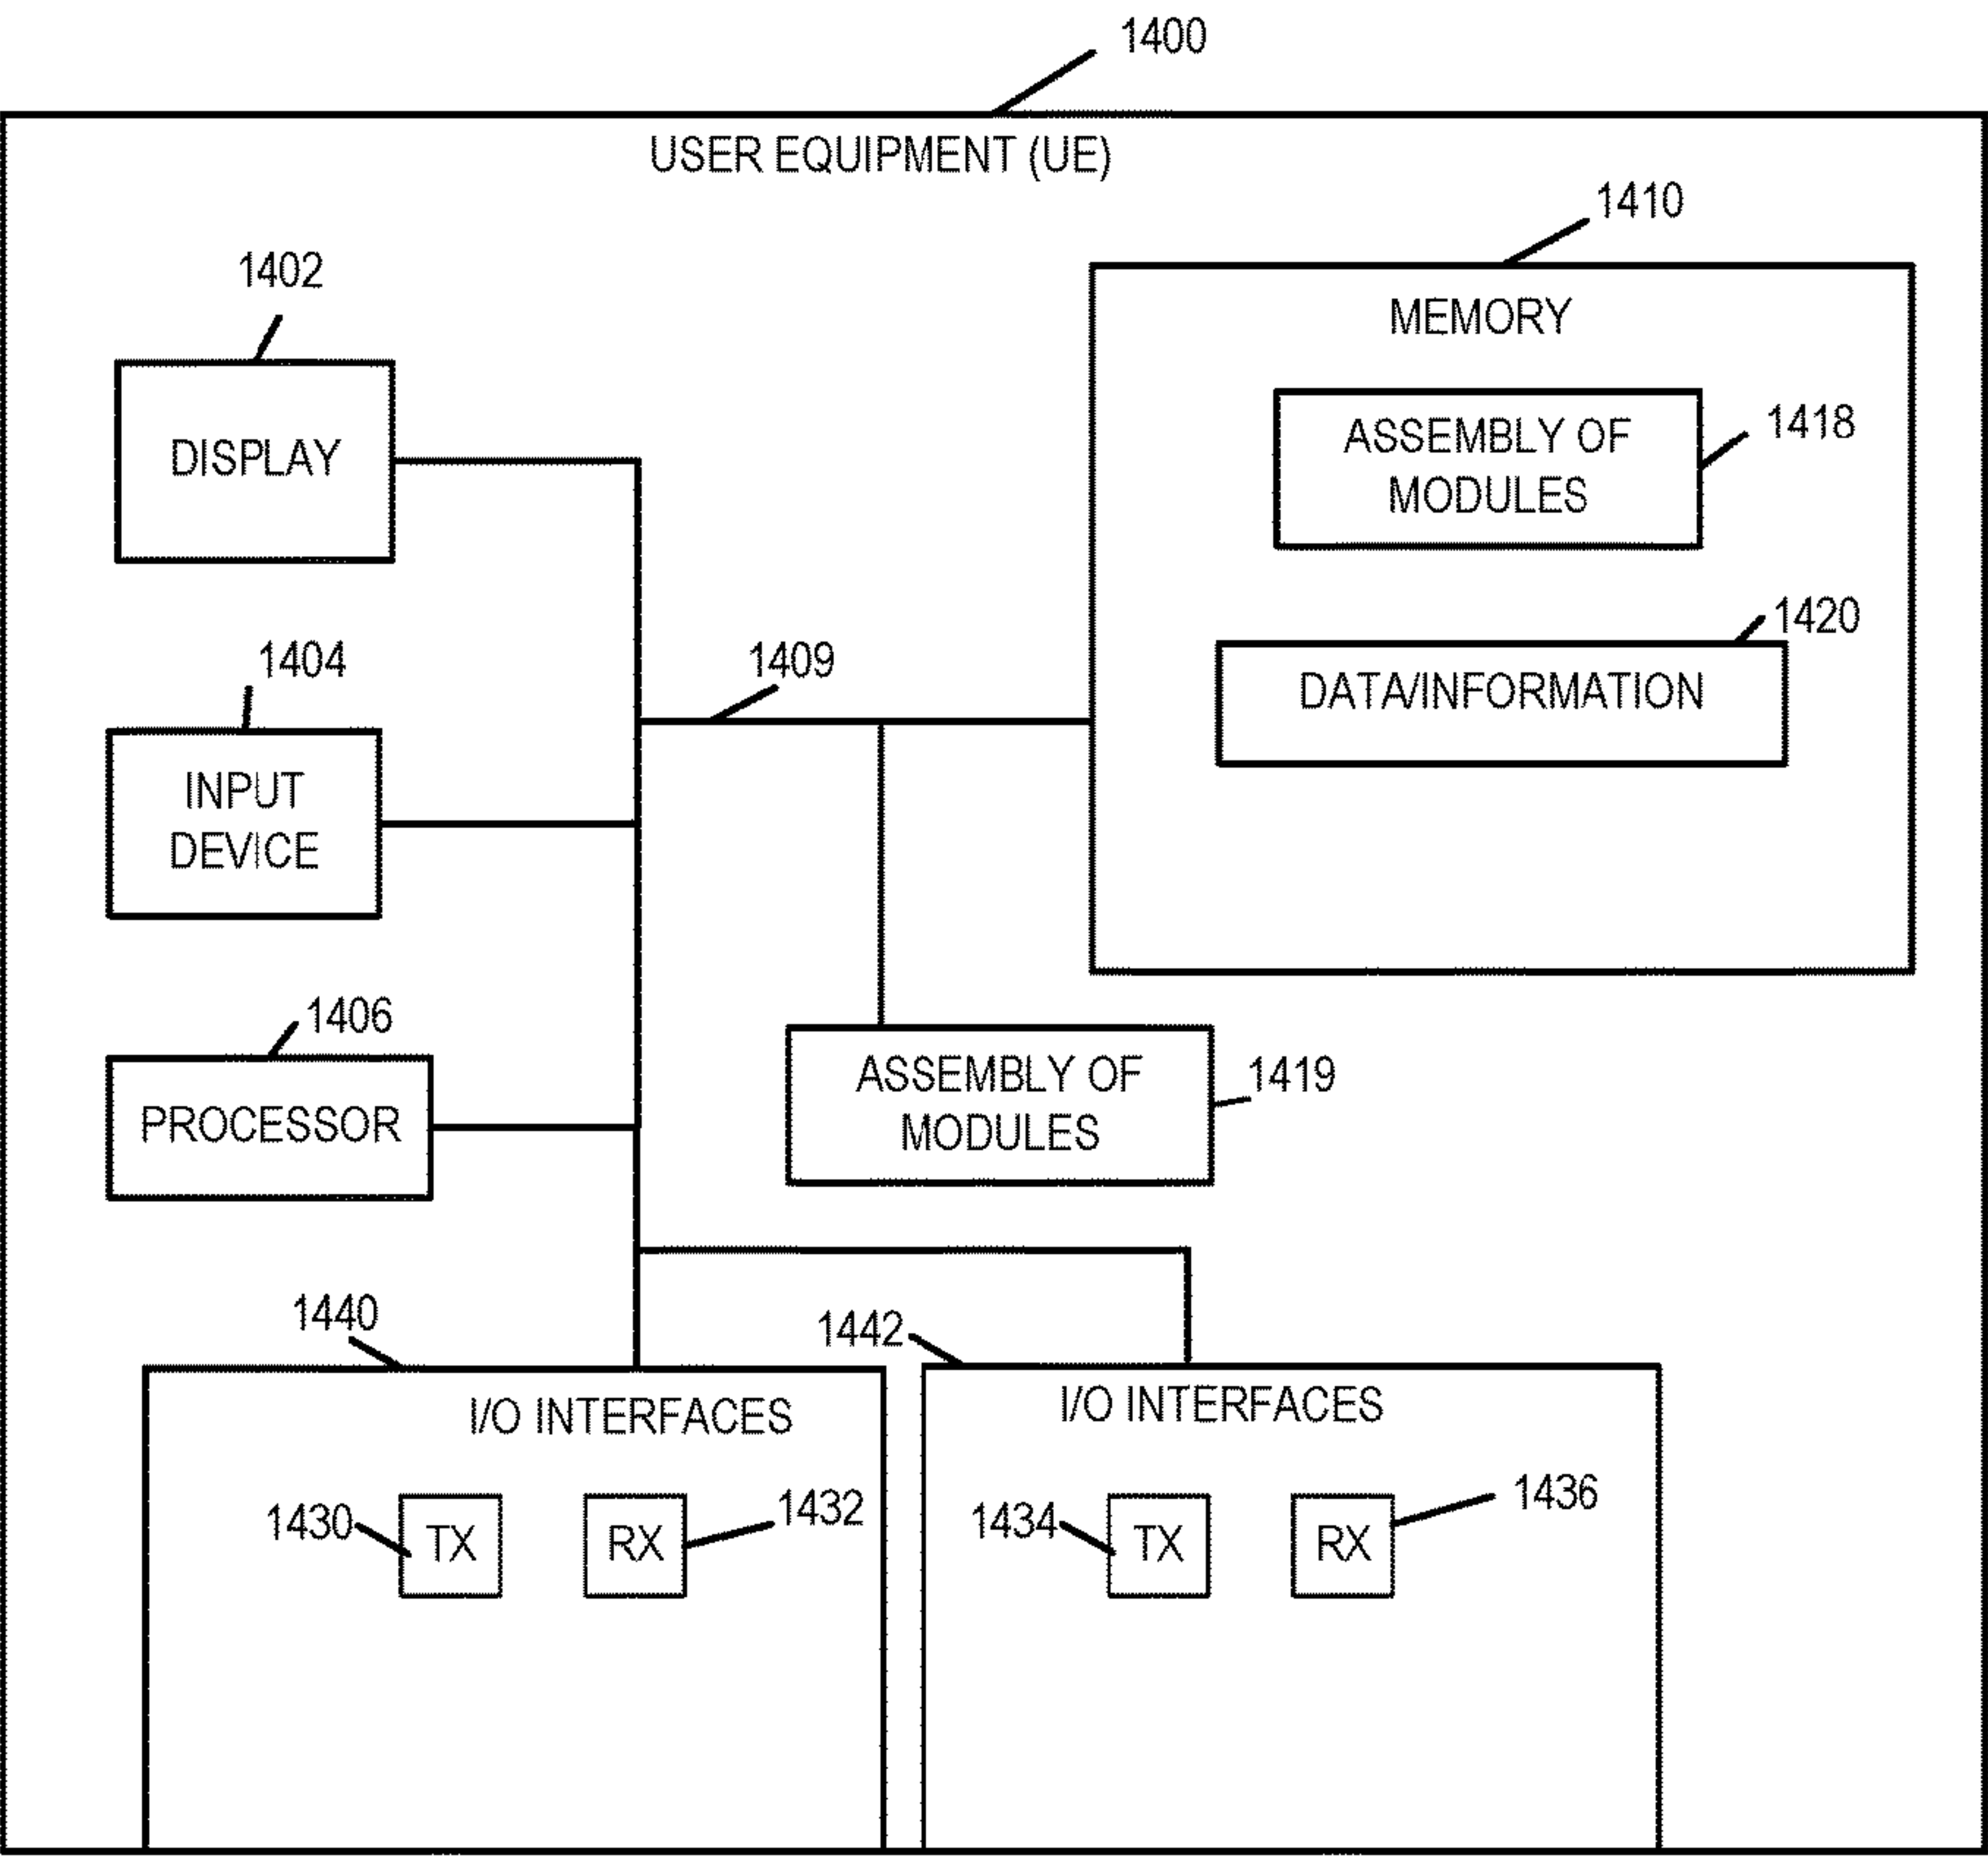 1400
USER EQUIPMENT (UE)
1410
1402
MEMORY
DISPLAY
ASSEMBLY OF
MODULES
1418
1420
1404
1409
DATA/INFORMATION
INPUT
DEVICE
1406
PROCESSOR
ASSEMBLY OF
MODULES
1419
1440
1442
I/O INTERFACES
I/O INTERFACES
1430
TX
RX
1432
1434
TX
RX
1436